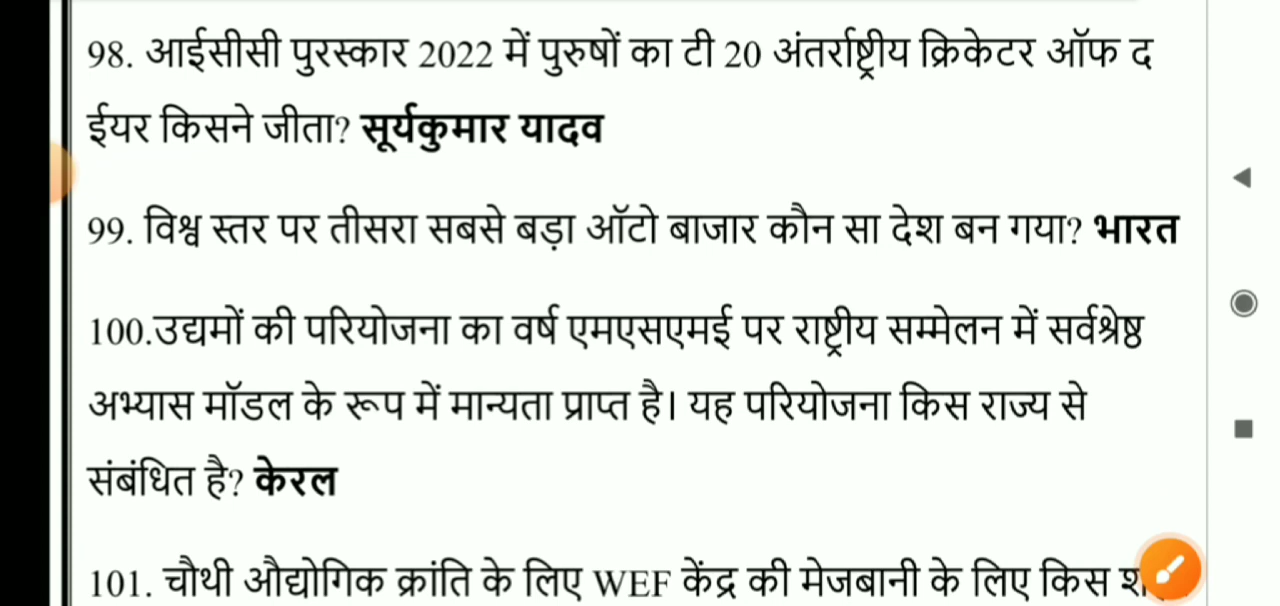 98. आईसीसी पुरस्कार 2022 में पुरुषों का टी 20 अंतर्राष्ट्रीय क्रिकेटर ऑफ द
ईयर किसने जीता? सूर्यकुमार यादव
99. विश्व स्तर पर तीसरा सबसे बड़ा ऑटो बाजार कौन सा देश बन गया? भारत
100.उद्यमों की परियोजना का वर्ष एमएसएमई पर राष्ट्रीय सम्मेलन में सर्वश्रेष्ठ
अभ्यास मॉडल के रूप में मान्यता प्राप्त है। यह परियोजना किस राज्य से
संबंधित है? केरल
101. चौथी औद्योगिक क्रांति के लिए WEF केंद्र की मेजबानी के लिए किस